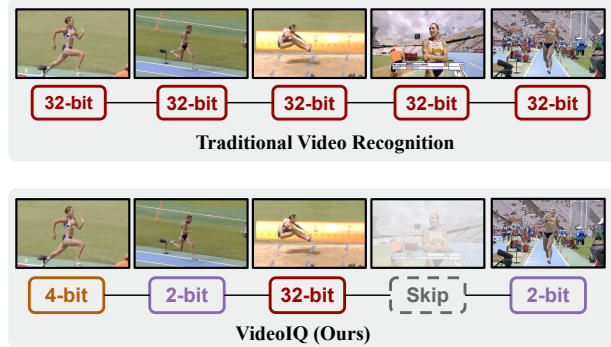 32-bit 32-bit 32-bit 32-bit 32-bit
Traditional Video Recognition
4-bit 2-bit 32-bit Skip 2-bit
VideoIQ (Ours)